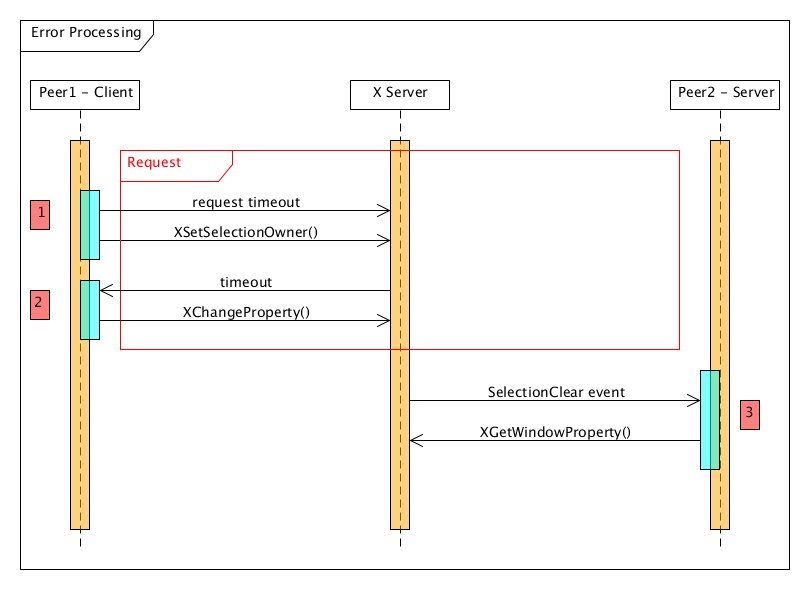 Error Processing
Peer1 – Client
X Server
Peer2 – Server
Request
request timeout
1
XSetSelectionOwner()
timeout
2
XChangeProperty()
SelectionClear event
3
XGetWindowProperty()